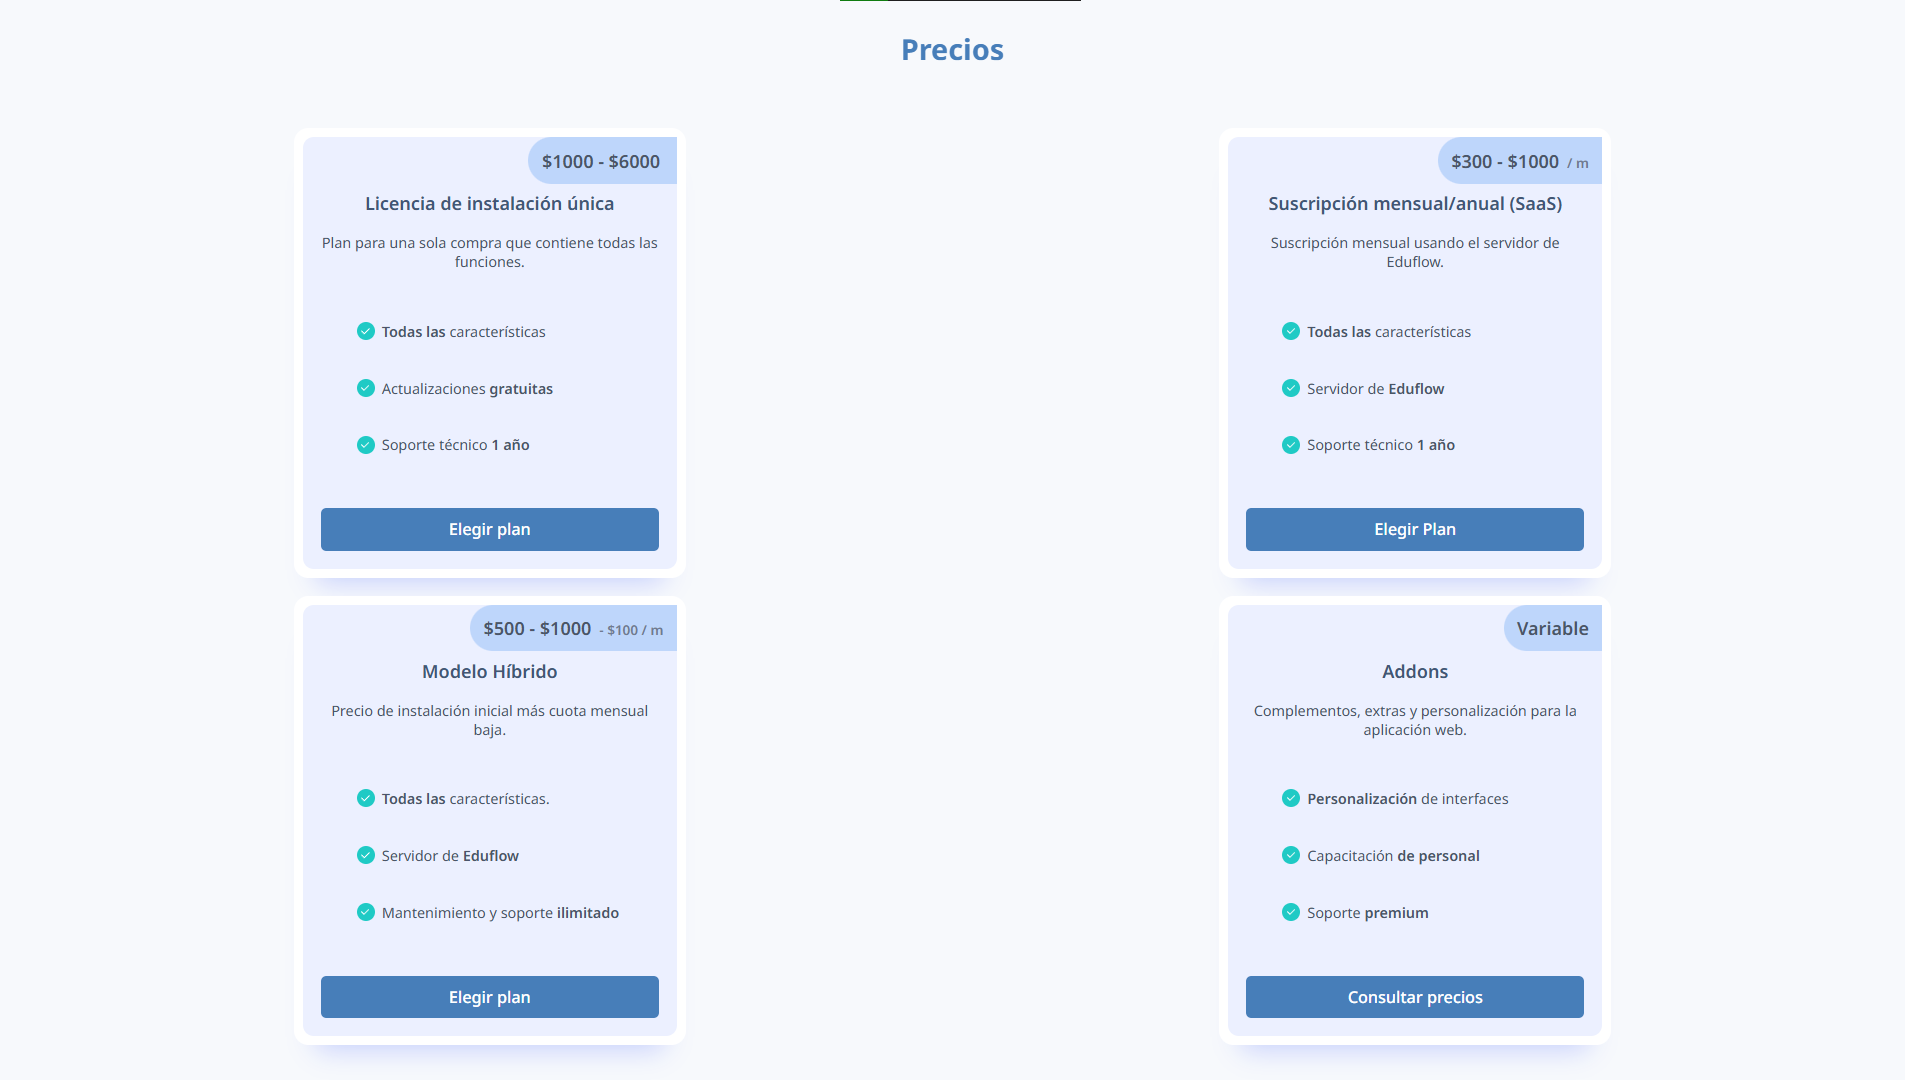 Precios
$1000 - $6000
Licencia de instalación única
Plan para una sola compra que contiene todas las
funciones.
Todas las características
Actualizaciones gratuitas
Soporte técnico 1 año
Elegir plan
$300 - $1000 / m
Suscripción mensual/anual (SaaS)
Suscripción mensual usando el servidor de
Eduflow.
Todas las características
Servidor de Eduflow
Soporte técnico 1 año
Elegir Plan
$500 - $1000 - $100 / m
Modelo Híbrido
Precio de instalación inicial más cuota mensual
baja.
Todas las características.
Servidor de Eduflow
Mantenimiento y soporte ilimitado
Elegir plan
Variable
Addons
Complementos, extras y personalización para la
aplicación web.
Personalización de interfaces
Capacitación de personal
Soporte premium
Consultar precios